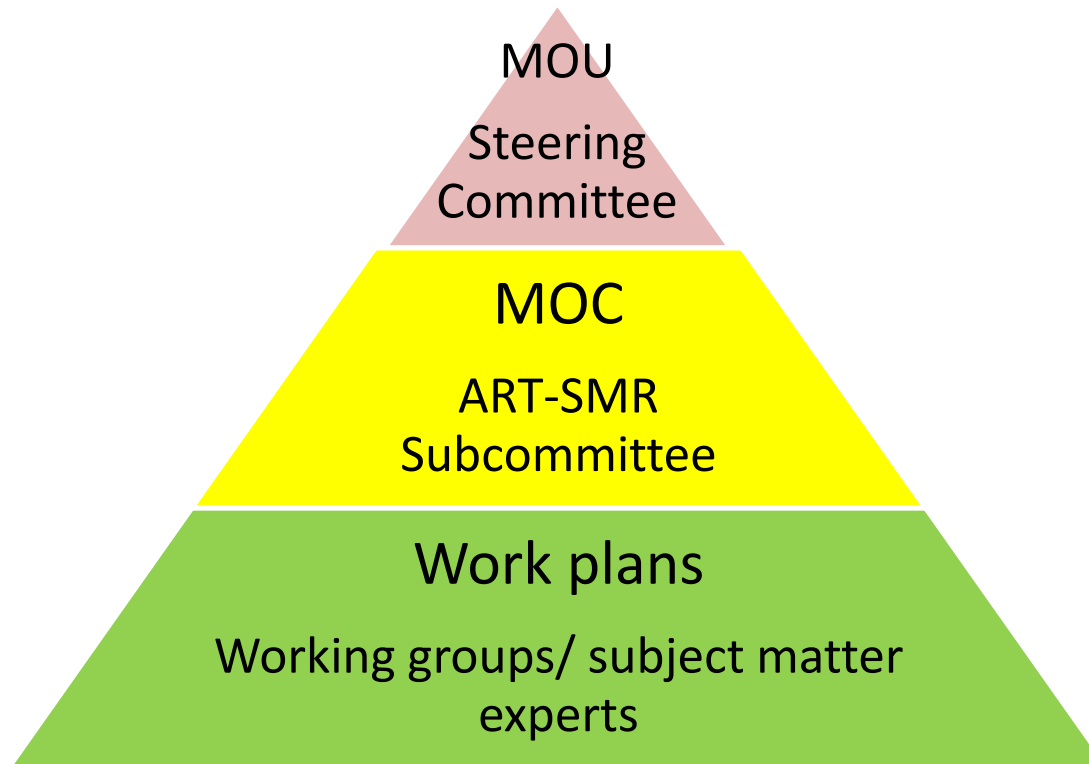 MOU
Steering
Committee
MOC
ART-SMR
Subcommittee
Work plans
Working groups/ subject matter
experts